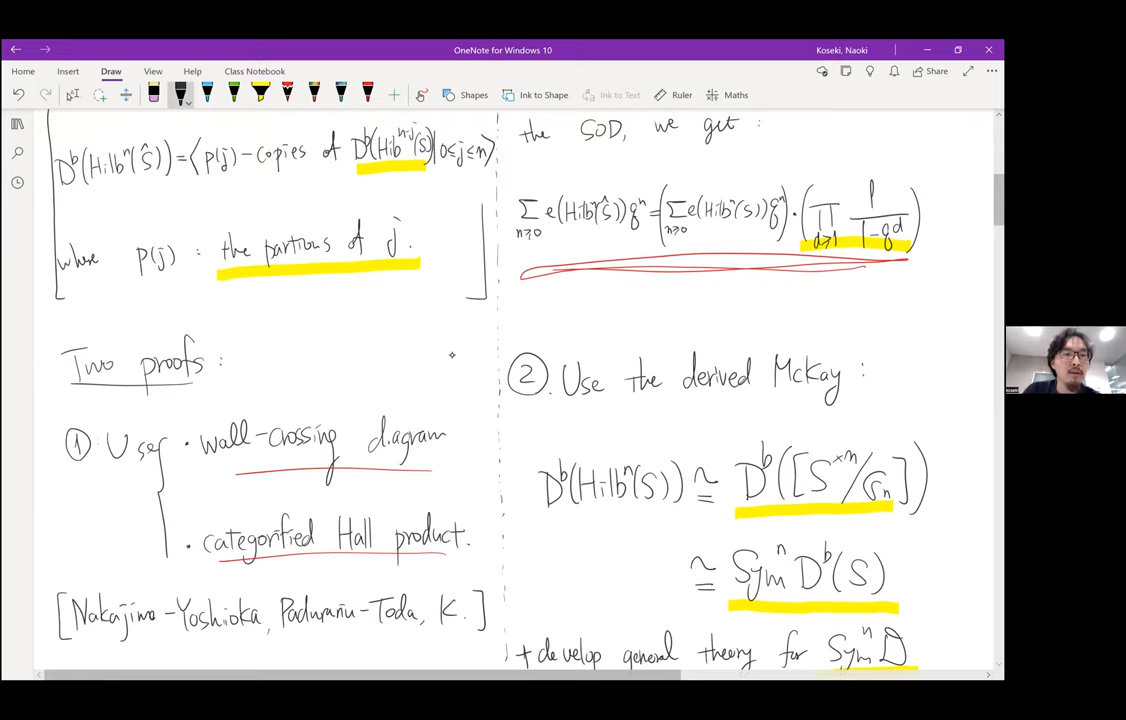 OneNote for Windows 10
Koseki, Naoki
Home Insert Draw View Help Class Notebook
Share
Shapes Ink to Shape Ink to Text Ruler Maths
D^b(Hilb^n(Ŝ)) = ⟨p(j)-copies of D^b(Hilb^{n-j}(S)) | 0≤j≤n⟩
where p(j) : the partions of j.
Two proofs :
① Use · wall-crossing diagram
· categorified Hall product.
[Nakajima-Yoshioka, Pădurariu-Toda, K.]
the SOD, we get :
∑_{n≥0} e(Hilb^n(Ŝ)) q^n = (∑_{n≥0} e(Hilb^n(S)) q^n) · (∏_{d≥1} 1/(1-q^d))
②. Use the derived McKay :
D^b(Hilb^n(S)) ≅ D^b([S^{×n}/𝔖_n])
≅ Sym^n D^b(S)
+ develop general theory for Sym^n D
koseki